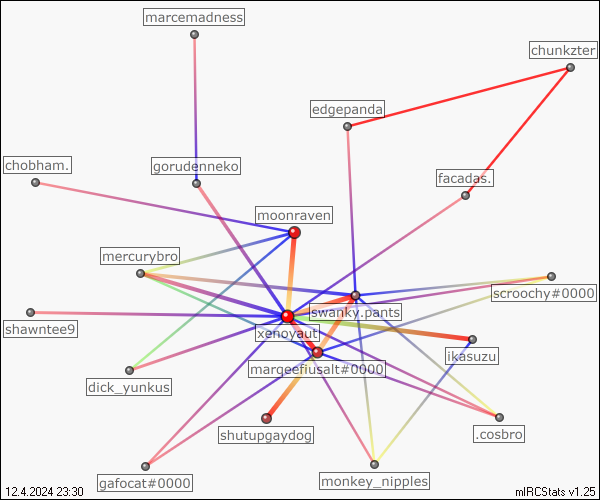 marcemadness
chunkzter
edgepanda
chobham.
gorudenneko
facadas.
moonraven
mercurybro
scroochy#0000
swanky.pants
shawntee9
xenoyaut
ikasuzu
marqeefiusalt#0000
dick_yunkus
shutupgaydog
.cosbro
gafocat#0000
monkey_nipples
12.4.2024 23:30
mIRCStats v1.25